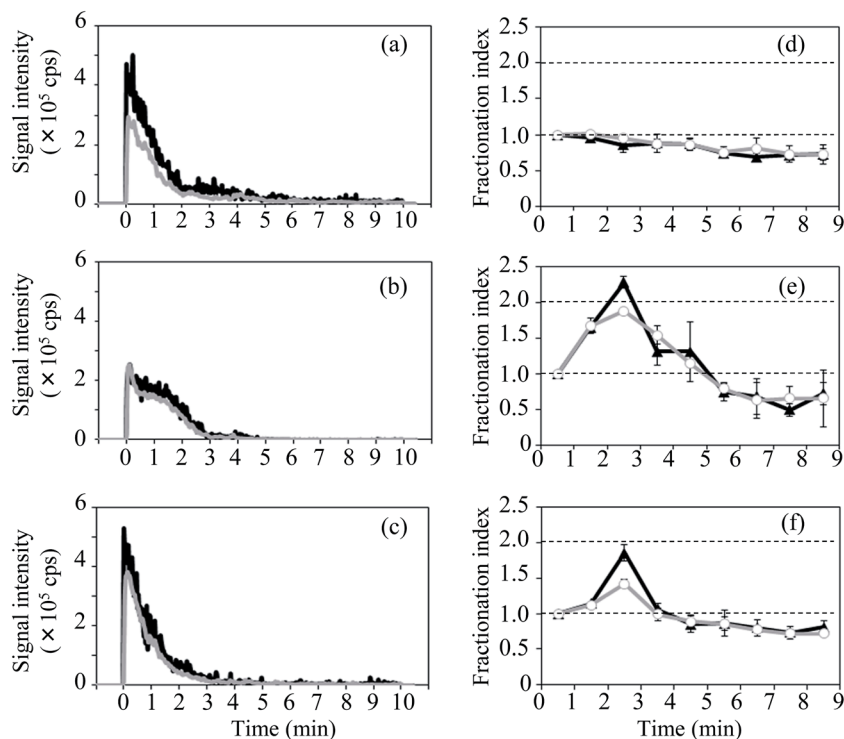 Signal intensity
(×10⁵ cps)
6
4
2
0
0 1 2 3 4 5 6 7 8 9 10
(a)
Fractionation index
2.5
2.0
1.5
1.0
0.5
0 1 2 3 4 5 6 7 8 9
(d)
Signal intensity
(×10⁵ cps)
6
4
2
0
0 1 2 3 4 5 6 7 8 9 10
(b)
Fractionation index
2.5
2.0
1.5
1.0
0.5
0 1 2 3 4 5 6 7 8 9
(e)
Signal intensity
(×10⁵ cps)
6
4
2
0
0 1 2 3 4 5 6 7 8 9 10
(c)
Time (min)
Fractionation index
2.5
2.0
1.5
1.0
0.5
0 1 2 3 4 5 6 7 8 9
(f)
Time (min)